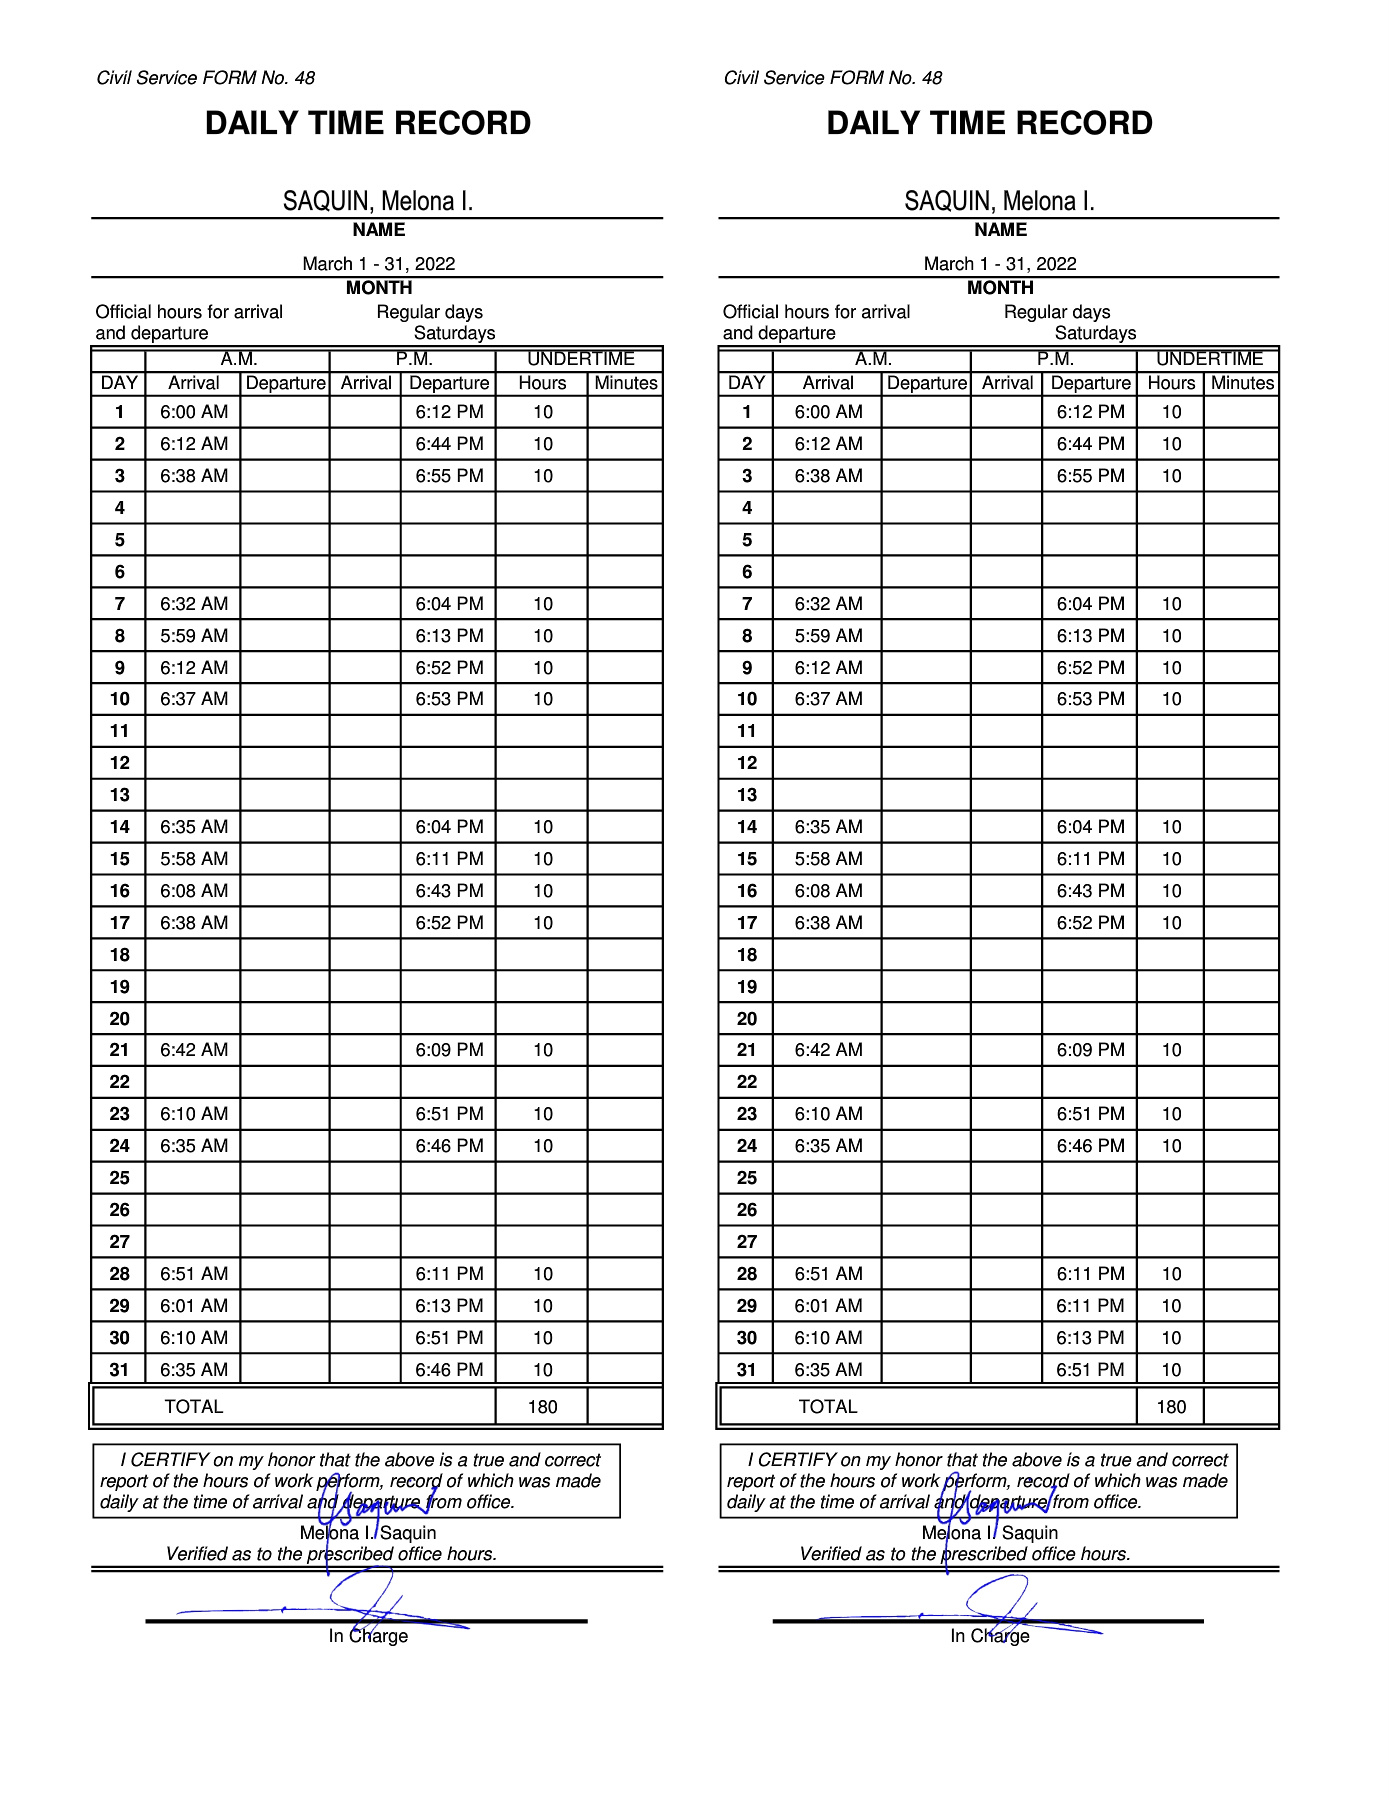 Civil Service FORM No. 48
DAILY TIME RECORD
SAQUIN, Melona I.
NAME
March 1 - 31, 2022
MONTH
Official hours for arrival Regular days
and departure Saturdays
A.M. P.M. UNDERTIME
DAY Arrival Departure Arrival Departure Hours Minutes
1 6:00 AM 6:12 PM 10
2 6:12 AM 6:44 PM 10
3 6:38 AM 6:55 PM 10
4
5
6
7 6:32 AM 6:04 PM 10
8 5:59 AM 6:13 PM 10
9 6:12 AM 6:52 PM 10
10 6:37 AM 6:53 PM 10
11
12
13
14 6:35 AM 6:04 PM 10
15 5:58 AM 6:11 PM 10
16 6:08 AM 6:43 PM 10
17 6:38 AM 6:52 PM 10
18
19
20
21 6:42 AM 6:09 PM 10
22
23 6:10 AM 6:51 PM 10
24 6:35 AM 6:46 PM 10
25
26
27
28 6:51 AM 6:11 PM 10
29 6:01 AM 6:13 PM 10
30 6:10 AM 6:51 PM 10
31 6:35 AM 6:46 PM 10
TOTAL 180
I CERTIFY on my honor that the above is a true and correct
report of the hours of work perform, record of which was made
daily at the time of arrival and departure from office.
Melona I. Saquin
Verified as to the prescribed office hours.
In Charge
Civil Service FORM No. 48
DAILY TIME RECORD
SAQUIN, Melona I.
NAME
March 1 - 31, 2022
MONTH
Official hours for arrival Regular days
and departure Saturdays
A.M. P.M. UNDERTIME
DAY Arrival Departure Arrival Departure Hours Minutes
1 6:00 AM 6:12 PM 10
2 6:12 AM 6:44 PM 10
3 6:38 AM 6:55 PM 10
4
5
6
7 6:32 AM 6:04 PM 10
8 5:59 AM 6:13 PM 10
9 6:12 AM 6:52 PM 10
10 6:37 AM 6:53 PM 10
11
12
13
14 6:35 AM 6:04 PM 10
15 5:58 AM 6:11 PM 10
16 6:08 AM 6:43 PM 10
17 6:38 AM 6:52 PM 10
18
19
20
21 6:42 AM 6:09 PM 10
22
23 6:10 AM 6:51 PM 10
24 6:35 AM 6:46 PM 10
25
26
27
28 6:51 AM 6:11 PM 10
29 6:01 AM 6:11 PM 10
30 6:10 AM 6:13 PM 10
31 6:35 AM 6:51 PM 10
TOTAL 180
I CERTIFY on my honor that the above is a true and correct
report of the hours of work perform, record of which was made
daily at the time of arrival and departure from office.
Melona I. Saquin
Verified as to the prescribed office hours.
In Charge